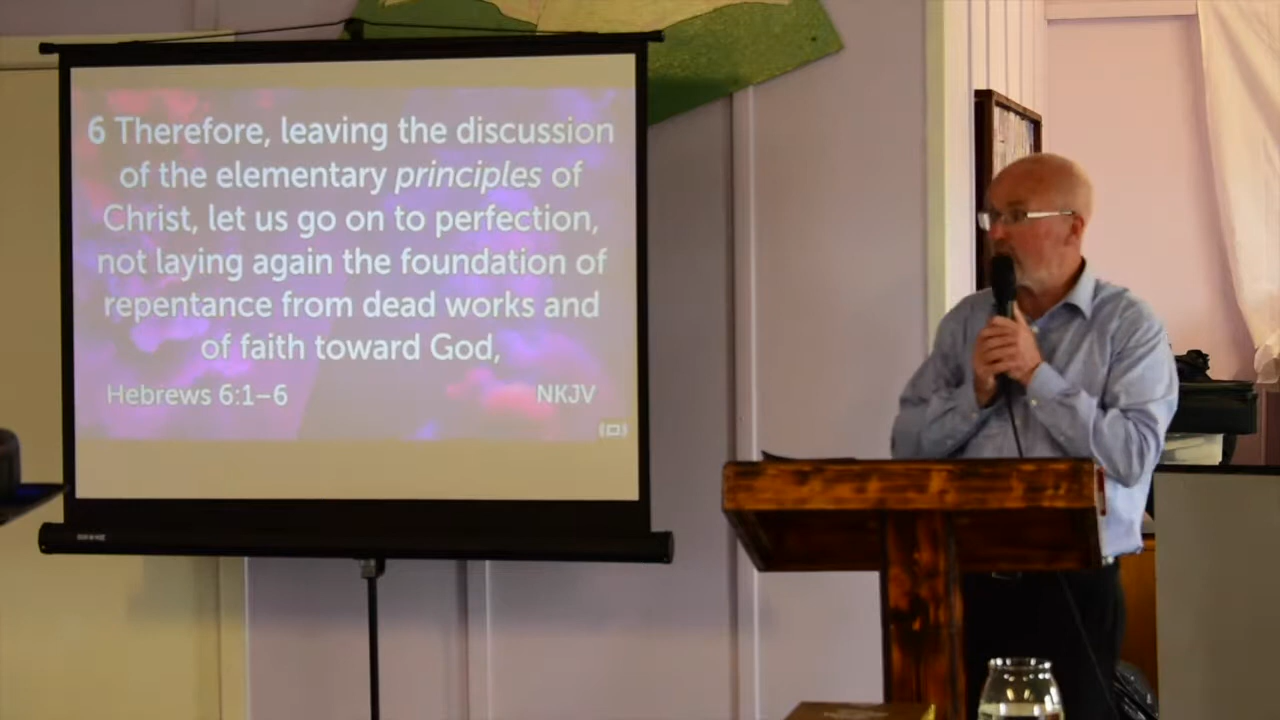 6 Therefore, leaving the discussion
of the elementary principles of
Christ, let us go on to perfection,
not laying again the foundation of
repentance from dead works and
of faith toward God,
Hebrews 6:1–6 NKJV